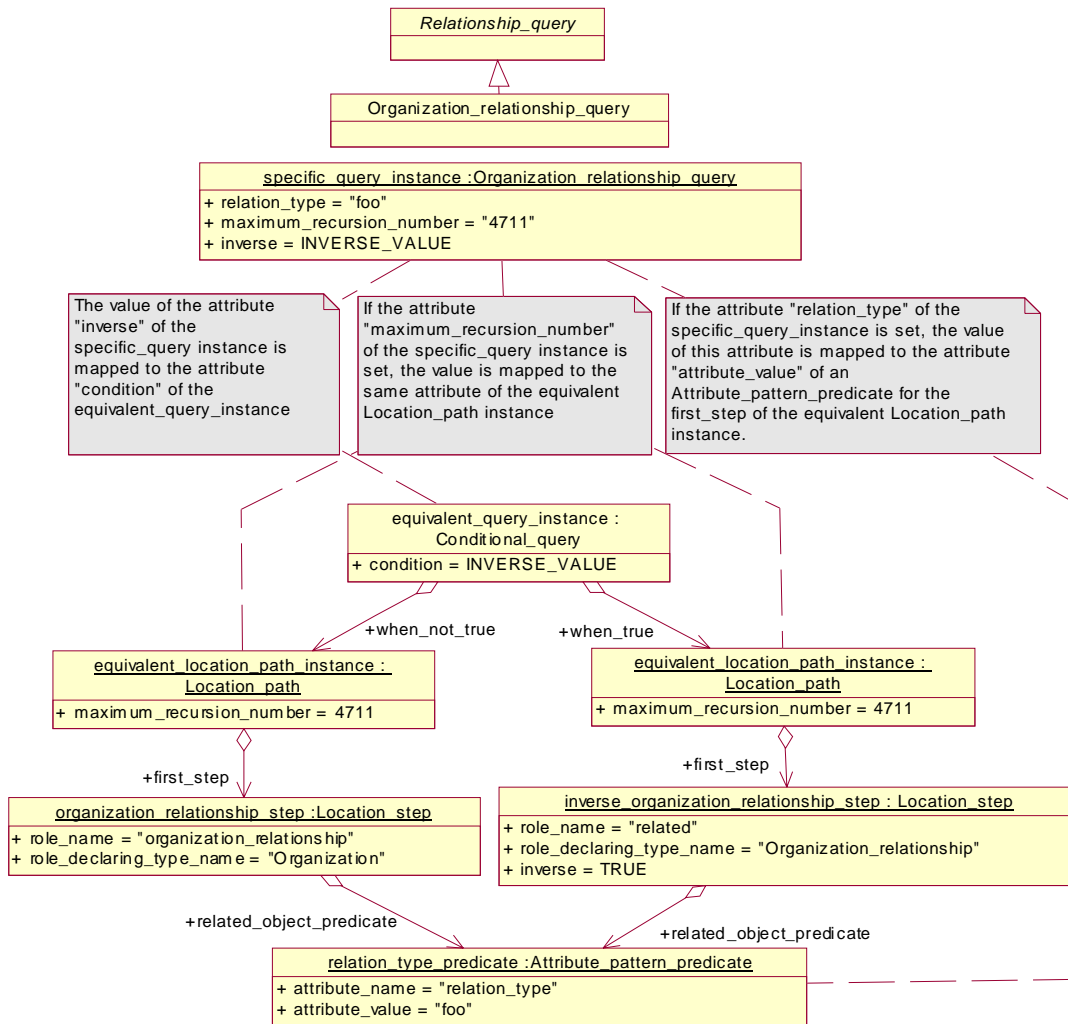 Relationship_query
Organization_relationship_query
specific_query_instance :Organization_relationship_query
+ relation_type = "foo"
+ maximum_recursion_number = "4711"
+ inverse = INVERSE_VALUE
The value of the attribute
"inverse" of the
specific_query instance is
mapped to the attribute
"condition" of the
equivalent_query_instance
If the attribute
"maximum_recursion_number"
of the specific_query instance is
set, the value is mapped to the
same attribute of the equivalent
Location_path instance
If the attribute "relation_type" of the
specific_query_instance is set, the value
of this attribute is mapped to the attribute
"attribute_value" of an
Attribute_pattern_predicate for the
first_step of the equivalent Location_path
instance.
equivalent_query_instance :
Conditional_query
+ condition = INVERSE_VALUE
+when_not_true
+when_true
equivalent_location_path_instance :
Location_path
+ maximum_recursion_number = 4711
equivalent_location_path_instance :
Location_path
+ maximum_recursion_number = 4711
+first_step
+first_step
organization_relationship_step :Location_step
+ role_name = "organization_relationship"
+ role_declaring_type_name = "Organization"
inverse_organization_relationship_step : Location_step
+ role_name = "related"
+ role_declaring_type_name = "Organization_relationship"
+ inverse = TRUE
+related_object_predicate
+related_object_predicate
relation_type_predicate :Attribute_pattern_predicate
+ attribute_name = "relation_type"
+ attribute_value = "foo"